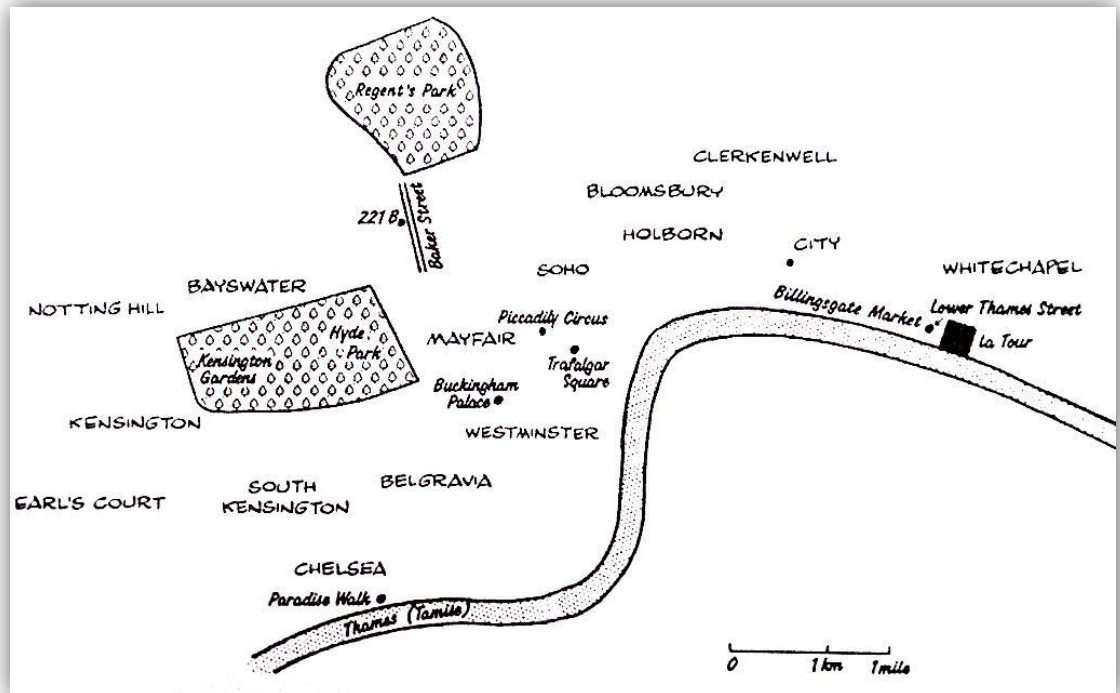 Regent's Park
CLERKENWELL
BLOOMSBURY
221 B
Baker Street
HOLBORN
CITY
SOHO
WHITECHAPEL
BAYSWATER
NOTTING HILL
Billingsgate Market
Lower Thames Street
Piccadily Circus
Hyde
Park
MAYFAIR
la Tour
Kensington
Gardens
Trafalgar
Square
Buckingham
Palace
KENSINGTON
WESTMINSTER
BELGRAVIA
EARL'S COURT
SOUTH
KENSINGTON
CHELSEA
Paradise Walk
Thames (Tamise)
0 1 km 1 mile